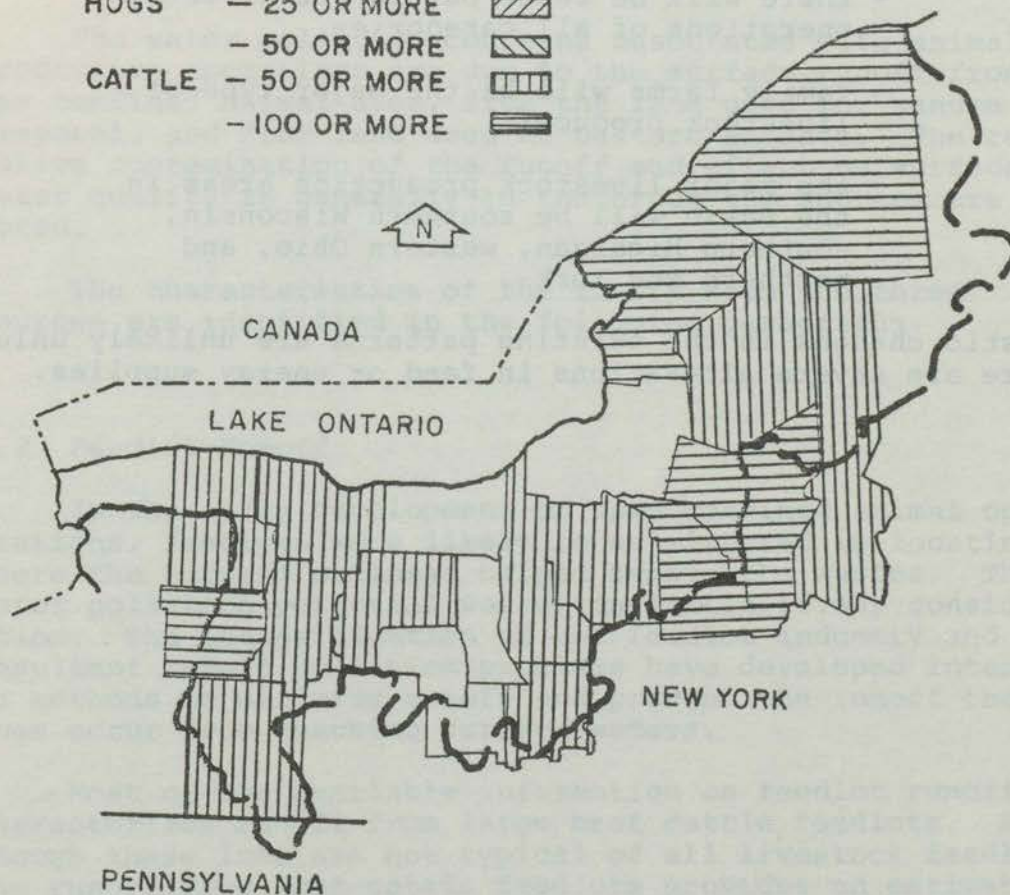 HOGS - 25 OR MORE
- 50 OR MORE
CATTLE - 50 OR MORE
- 100 OR MORE
N
CANADA
LAKE ONTARIO
NEW YORK
PENNSYLVANIA